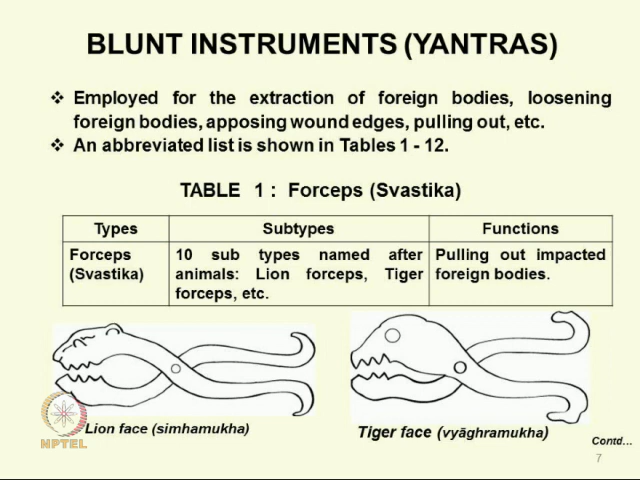 BLUNT INSTRUMENTS (YANTRAS)
❖ Employed for the extraction of foreign bodies, loosening
foreign bodies, apposing wound edges, pulling out, etc.
❖ An abbreviated list is shown in Tables 1 - 12.
TABLE 1 : Forceps (Svastika)
Types Subtypes Functions
Forceps 10 sub types named after Pulling out impacted
(Svastika) animals: Lion forceps, Tiger foreign bodies.
forceps, etc.
Lion face (simhamukha)
Tiger face (vyāghramukha)
NPTEL
Contd…
7